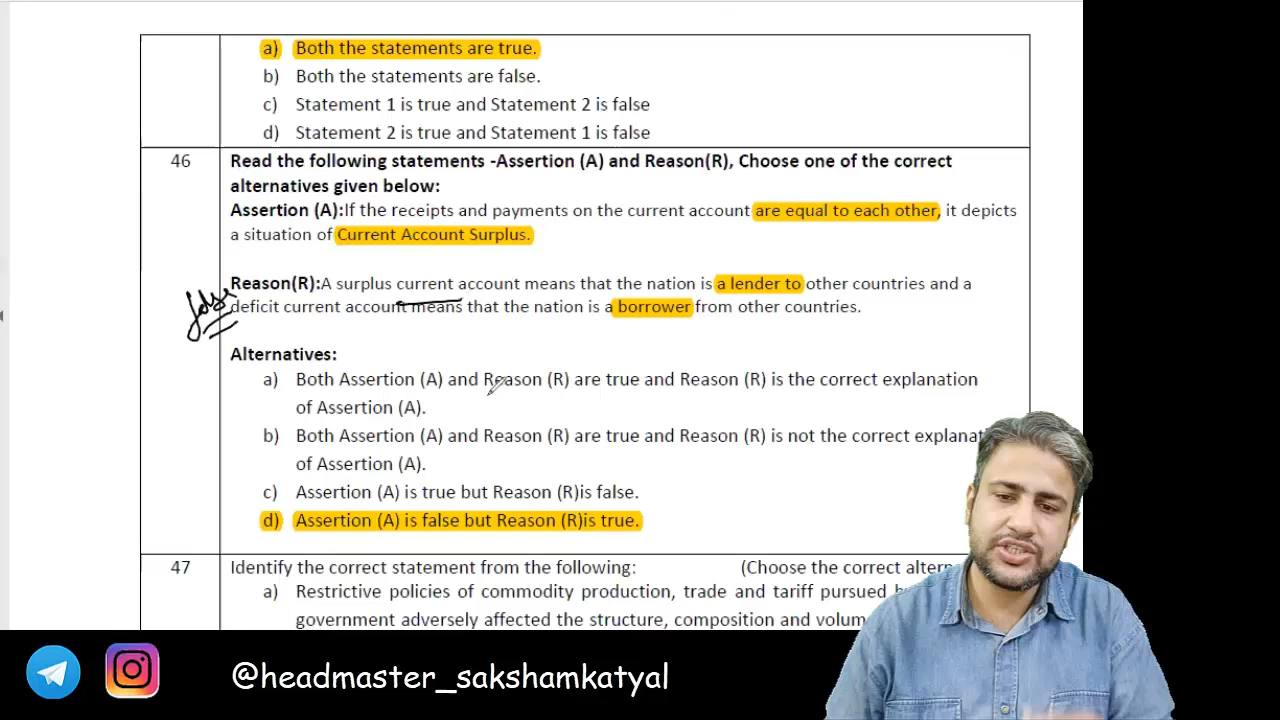 a) Both the statements are true.
b) Both the statements are false.
c) Statement 1 is true and Statement 2 is false
d) Statement 2 is true and Statement 1 is false
46 Read the following statements -Assertion (A) and Reason(R), Choose one of the correct
alternatives given below:
Assertion (A):If the receipts and payments on the current account are equal to each other, it depicts
a situation of Current Account Surplus.
Reason(R):A surplus current account means that the nation is a lender to other countries and a
false deficit current account means that the nation is a borrower from other countries.
Alternatives:
a) Both Assertion (A) and Reason (R) are true and Reason (R) is the correct explanation
of Assertion (A).
b) Both Assertion (A) and Reason (R) are true and Reason (R) is not the correct explana
of Assertion (A).
c) Assertion (A) is true but Reason (R)is false.
d) Assertion (A) is false but Reason (R)is true.
47 Identify the correct statement from the following: (Choose the correct altern
a) Restrictive policies of commodity production, trade and tariff pursued b
government adversely affected the structure, composition and volum
@headmaster_sakshamkatyal